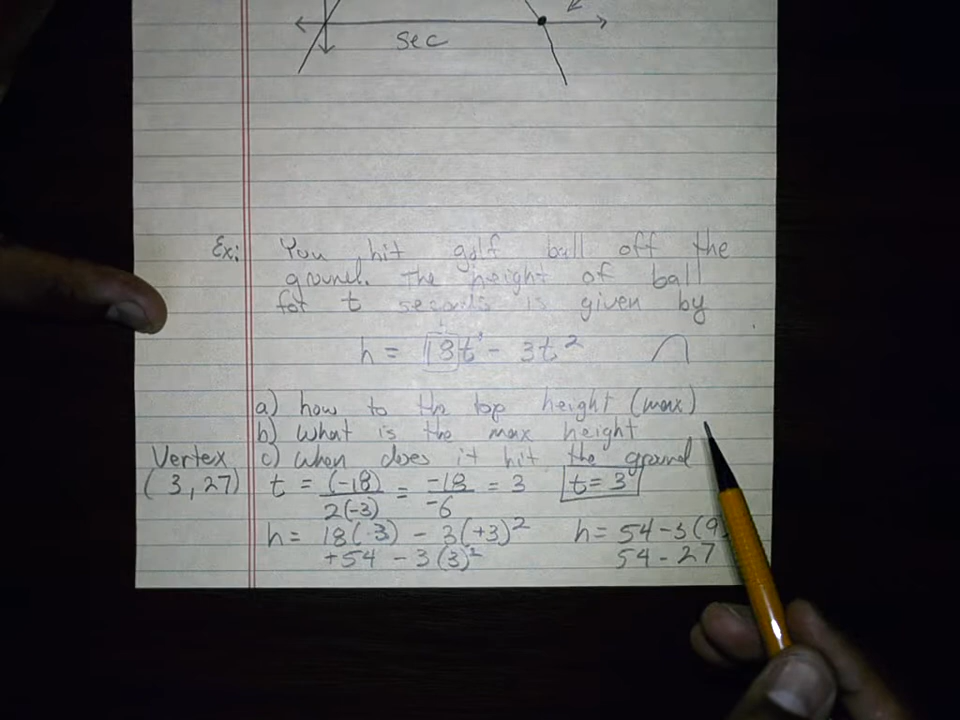 sec
Ex: You hit golf ball off the
ground. The height of ball
for t seconds is given by
h = 18t - 3t²
a) how to the top height (max)
b) What is the max height
c) When does it hit the ground
Vertex
(3,27)
t = (-18)/2(-3) = -18/-6 = 3 t = 3
h = 18(3) - 3(+3)² h = 54 - 3(9)
+54 - 3(3)² 54 - 27